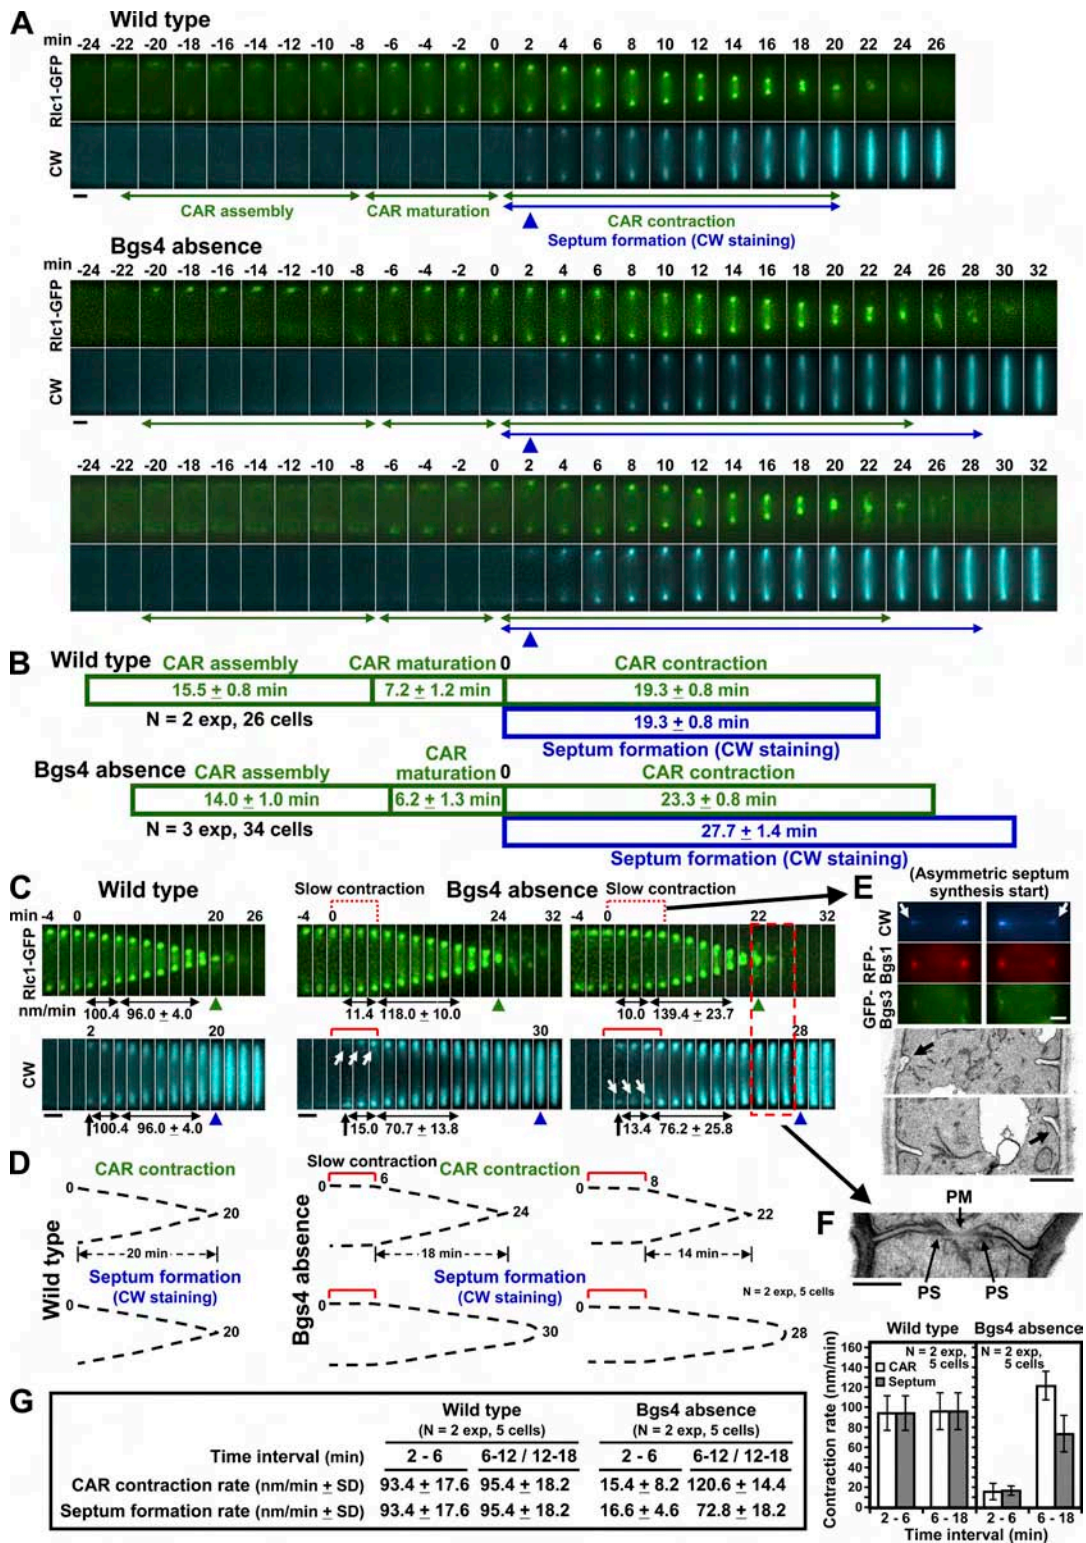 A
Wild type
min -24 -22 -20 -18 -16 -14 -12 -10 -8 -6 -4 -2 0 2 4 6 8 10 12 14 16 18 20 22 24 26
Rlc1-GFP
CW
CAR assembly
CAR maturation
CAR contraction
Septum formation (CW staining)
Bgs4 absence
min -24 -22 -20 -18 -16 -14 -12 -10 -8 -6 -4 -2 0 2 4 6 8 10 12 14 16 18 20 22 24 26 28 30 32
Rlc1-GFP
CW
-24 -22 -20 -18 -16 -14 -12 -10 -8 -6 -4 -2 0 2 4 6 8 10 12 14 16 18 20 22 24 26 28 30 32
B
Wild type CAR assembly CAR maturation 0 CAR contraction
15.5 ± 0.8 min 7.2 ± 1.2 min 19.3 ± 0.8 min
N = 2 exp, 26 cells
19.3 ± 0.8 min
Septum formation (CW staining)
Bgs4 absence CAR assembly CAR maturation 0 CAR contraction
14.0 ± 1.0 min 6.2 ± 1.3 min 23.3 ± 0.8 min
N = 3 exp, 34 cells
27.7 ± 1.4 min
Septum formation (CW staining)
C
Wild type
Bgs4 absence
Slow contraction
Slow contraction
min -4 0 20 26
-4 0 24 32
-4 0 22 32
Rlc1-GFP
nm/min
100.4 96.0 ± 4.0
11.4 118.0 ± 10.0
10.0 139.4 ± 23.7
2 20
30
28
CW
100.4 96.0 ± 4.0
15.0 70.7 ± 13.8
13.4 76.2 ± 25.8
D
Wild type
CAR contraction
0
20
20 min
Septum formation
(CW staining)
0
20
Bgs4 absence
Slow contraction
CAR contraction
0 6
24
18 min
0 8
22
14 min
Septum formation
(CW staining)
N = 2 exp, 5 cells
0
30
0
28
E
(Asymmetric septum
synthesis start)
CW
RFP-Bgs1
GFP-Bgs3
F
PM
PS
PS
G
Wild type
(N = 2 exp, 5 cells)
Bgs4 absence
(N = 2 exp, 5 cells)
Time interval (min) 2 - 6 6-12 / 12-18 2 - 6 6-12 / 12-18
CAR contraction rate (nm/min ± SD) 93.4 ± 17.6 95.4 ± 18.2 15.4 ± 8.2 120.6 ± 14.4
Septum formation rate (nm/min ± SD) 93.4 ± 17.6 95.4 ± 18.2 16.6 ± 4.6 72.8 ± 18.2
Wild type
Bgs4 absence
N = 2 exp,
5 cells
N = 2 exp,
5 cells
CAR
Septum
Contraction rate (nm/min)
160
140
120
100
80
60
40
20
0
2 - 6 6 - 18 2 - 6 6 - 18
Time interval (min)